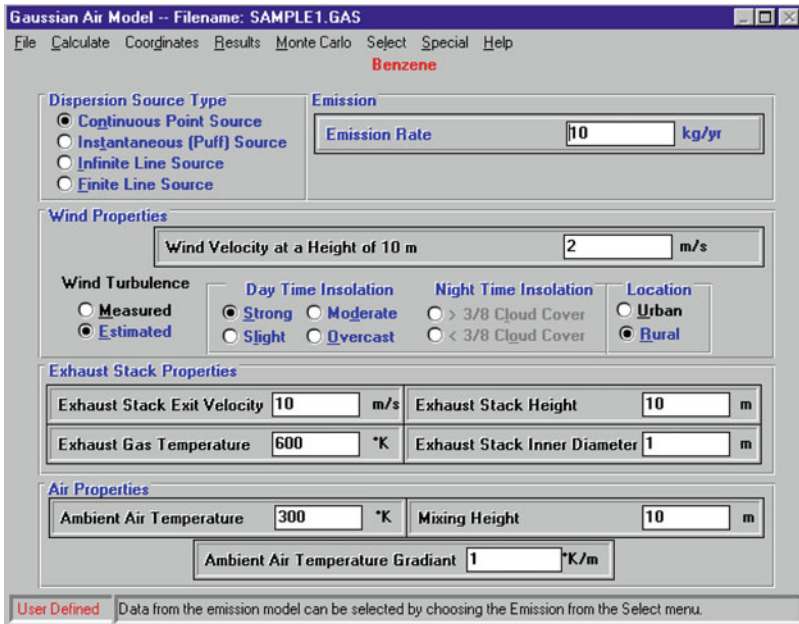 Gaussian Air Model -- Filename: SAMPLE1.GAS
File Calculate Coordinates Results Monte Carlo Select Special Help
Benzene
Dispersion Source Type
Continuous Point Source
Instantaneous (Puff) Source
Infinite Line Source
Finite Line Source
Emission
Emission Rate 10 kg/yr
Wind Properties
Wind Velocity at a Height of 10 m 2 m/s
Wind Turbulence
Measured
Estimated
Day Time Insolation
Strong Moderate
Slight Overcast
Night Time Insolation
> 3/8 Cloud Cover
< 3/8 Cloud Cover
Location
Urban
Rural
Exhaust Stack Properties
Exhaust Stack Exit Velocity 10 m/s Exhaust Stack Height 10 m
Exhaust Gas Temperature 600 °K Exhaust Stack Inner Diameter 1 m
Air Properties
Ambient Air Temperature 300 °K Mixing Height 10 m
Ambient Air Temperature Gradiant 1 °K/m
User Defined Data from the emission model can be selected by choosing the Emission from the Select menu.